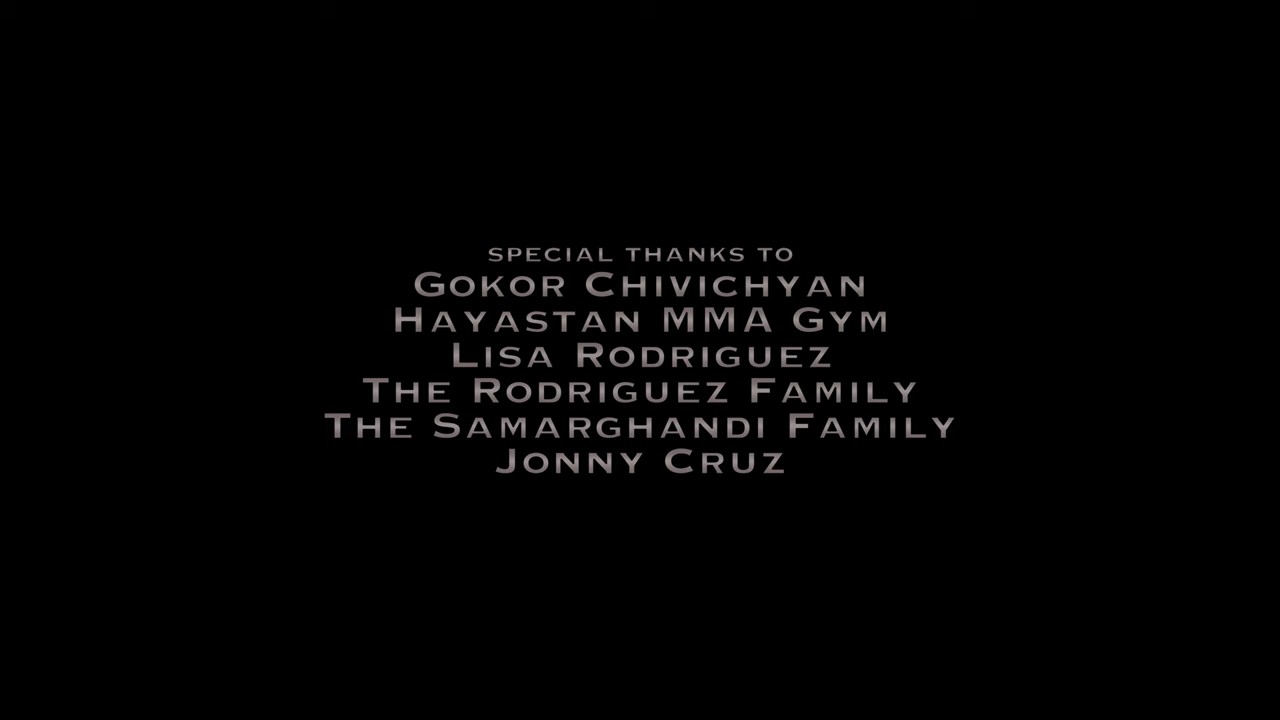 SPECIAL THANKS TO
GOKOR CHIVICHYAN
HAYASTAN MMA GYM
LISA RODRIGUEZ
THE RODRIGUEZ FAMILY
THE SAMARGHANDI FAMILY
JONNY CRUZ